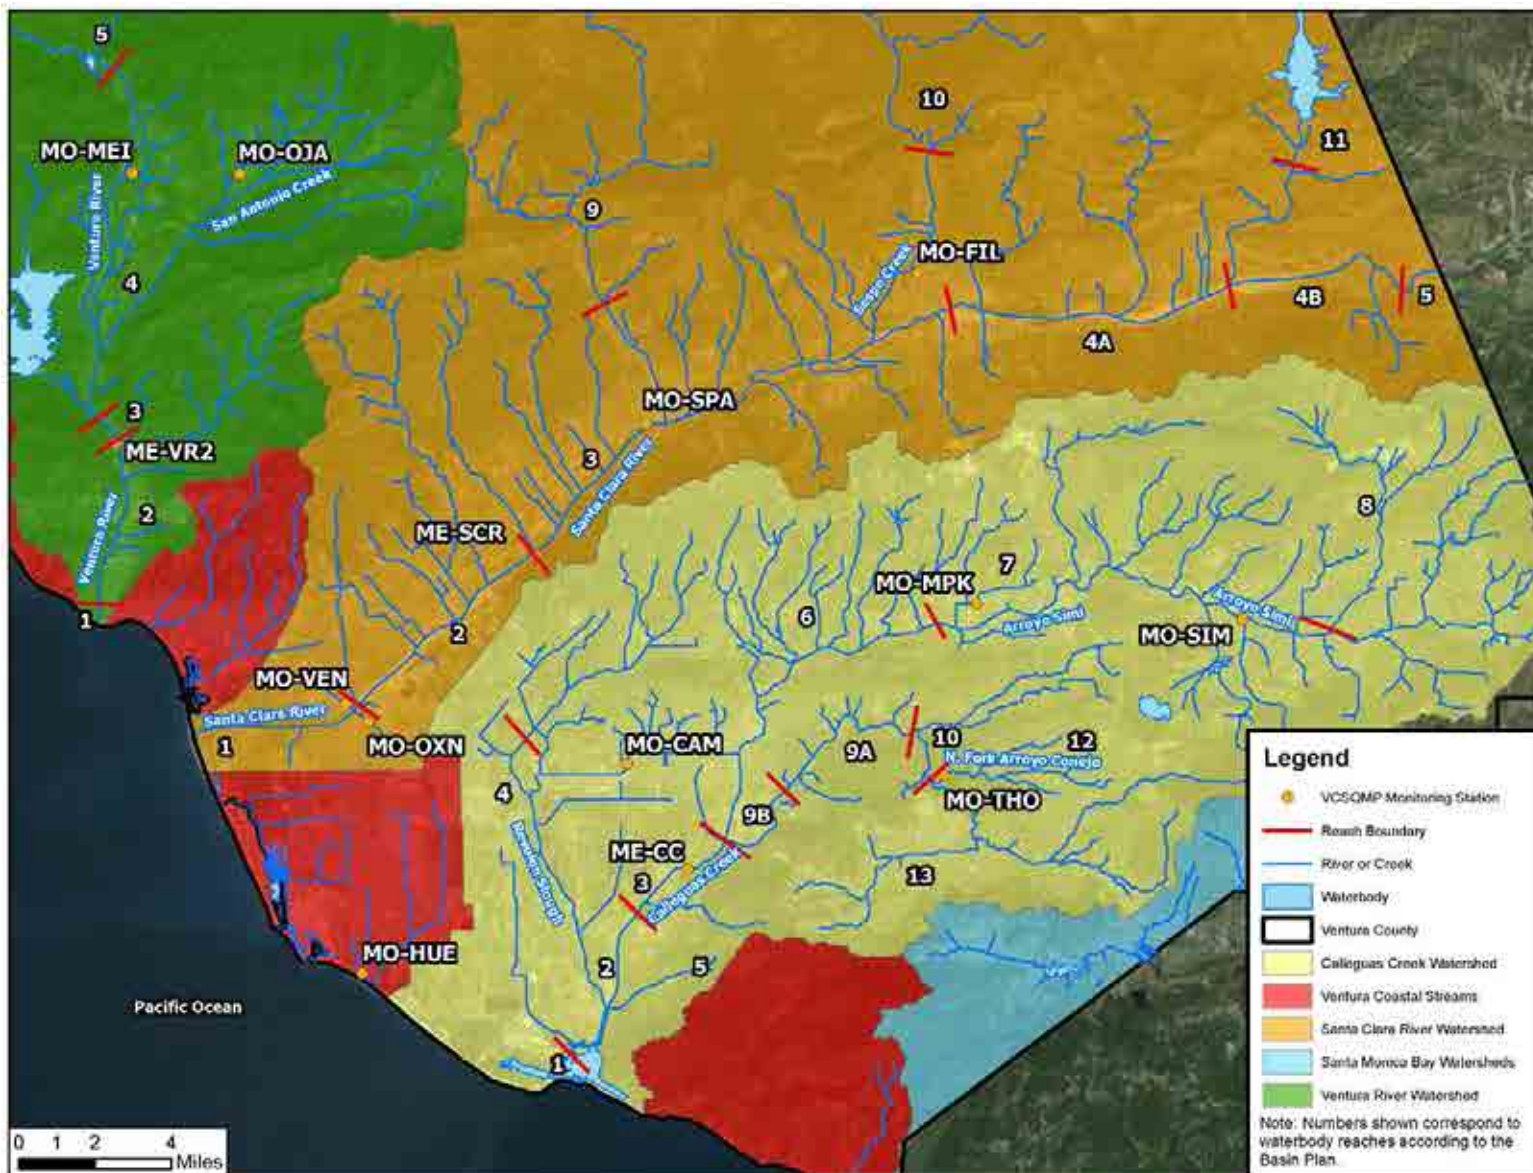 5
10
11
MO-MEI
MO-OJA
Ventura River
San Antonio Creek
9
4
MO-FIL
Sespe Creek
4B
5
4A
3
MO-SPA
ME-VR2
3
Santa Clara River
8
2
Ventura River
ME-SCR
7
MO-MPK
1
6
Arroyo Simi
Arroyo Simi
2
MO-SIM
MO-VEN
Santa Clara River
1
MO-OXN
MO-CAM
9A
10
12
N. Fork Arroyo Conejo
4
MO-THO
9B
Revolon Slough
ME-CC
3
Calleguas Creek
13
MO-HUE
2
5
Pacific Ocean
1
0 1 2 4
Miles
Legend
VCSQMP Monitoring Station
Reach Boundary
River or Creek
Waterbody
Ventura County
Calleguas Creek Watershed
Ventura Coastal Streams
Santa Clara River Watershed
Santa Monica Bay Watersheds
Ventura River Watershed
Note: Numbers shown correspond to
waterbody reaches according to the
Basin Plan.